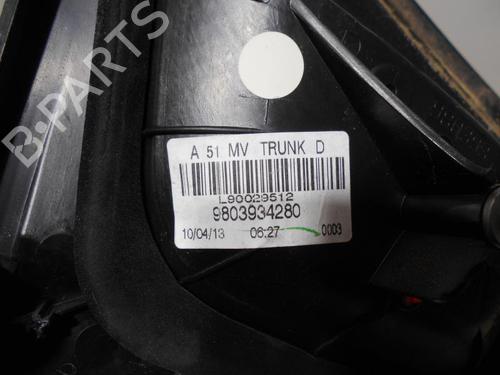 B-PARTS
A 51 MV TRUNK D
L90029512
9803934280
10/04/13 06:27 0003